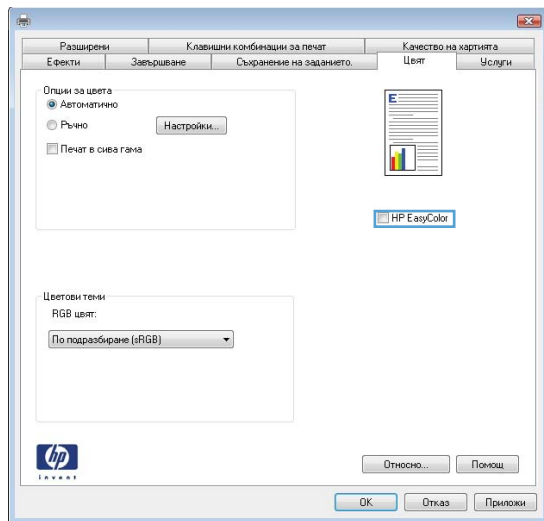 Разширени
Клавишни комбинации за печат
Качество на хартията
Ефекти
Завършване
Съхранение на заданието.
Цвят
Услуги
Опции за цвета
Автоматично
Ръчно
Настройки...
Печат в сива гама
E
HP EasyColor
Цветови теми
RGB цвят:
По подразбиране (sRGB)
hp
invent
Относно...
Помощ
OK
Отказ
Приложи